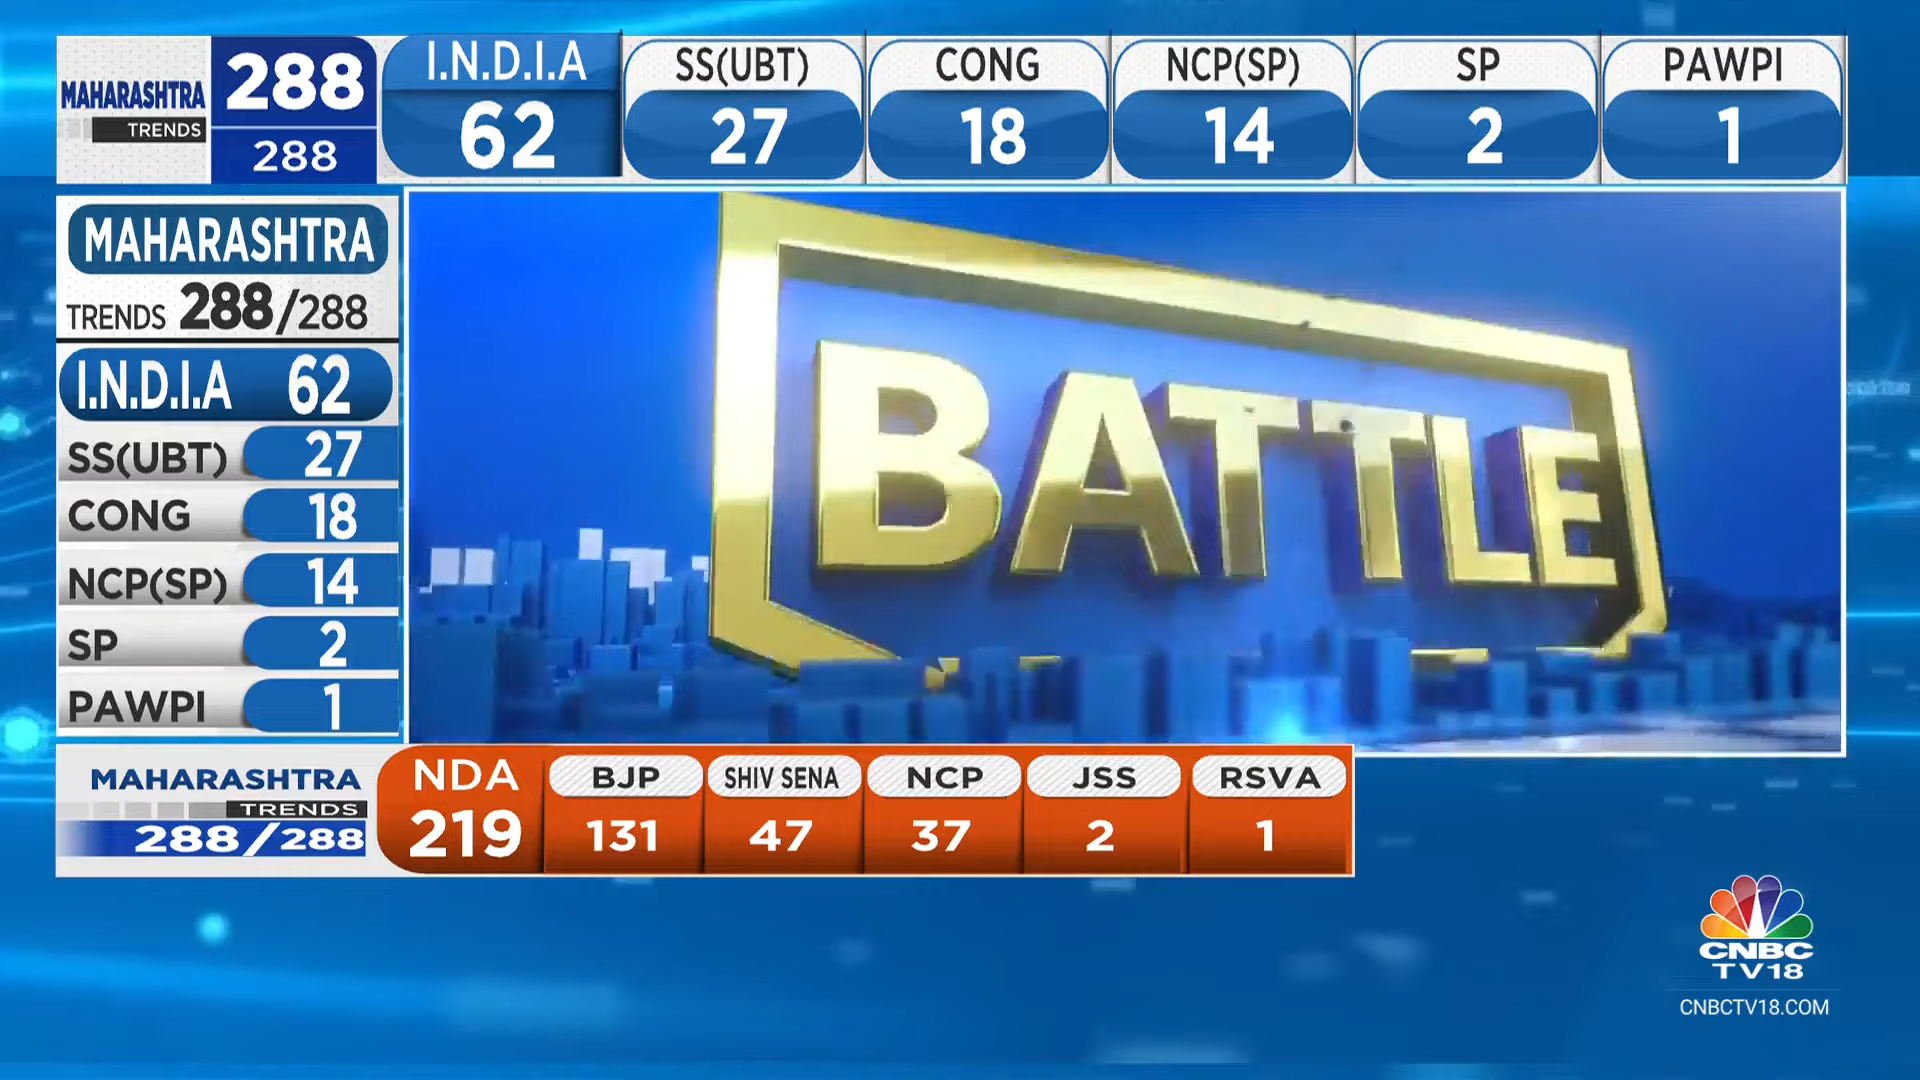 MAHARASHTRA
TRENDS
288
288
I.N.D.I.A
62
SS(UBT)
27
CONG
18
NCP(SP)
14
SP
2
PAWPI
1
MAHARASHTRA
TRENDS 288/288
I.N.D.I.A 62
SS(UBT) 27
CONG 18
NCP(SP) 14
SP 2
PAWPI 1
BATTLE
MAHARASHTRA
TRENDS
288/288
NDA
219
BJP
131
SHIV SENA
47
NCP
37
JSS
2
RSVA
1
CNBC
TV18
CNBCTV18.COM